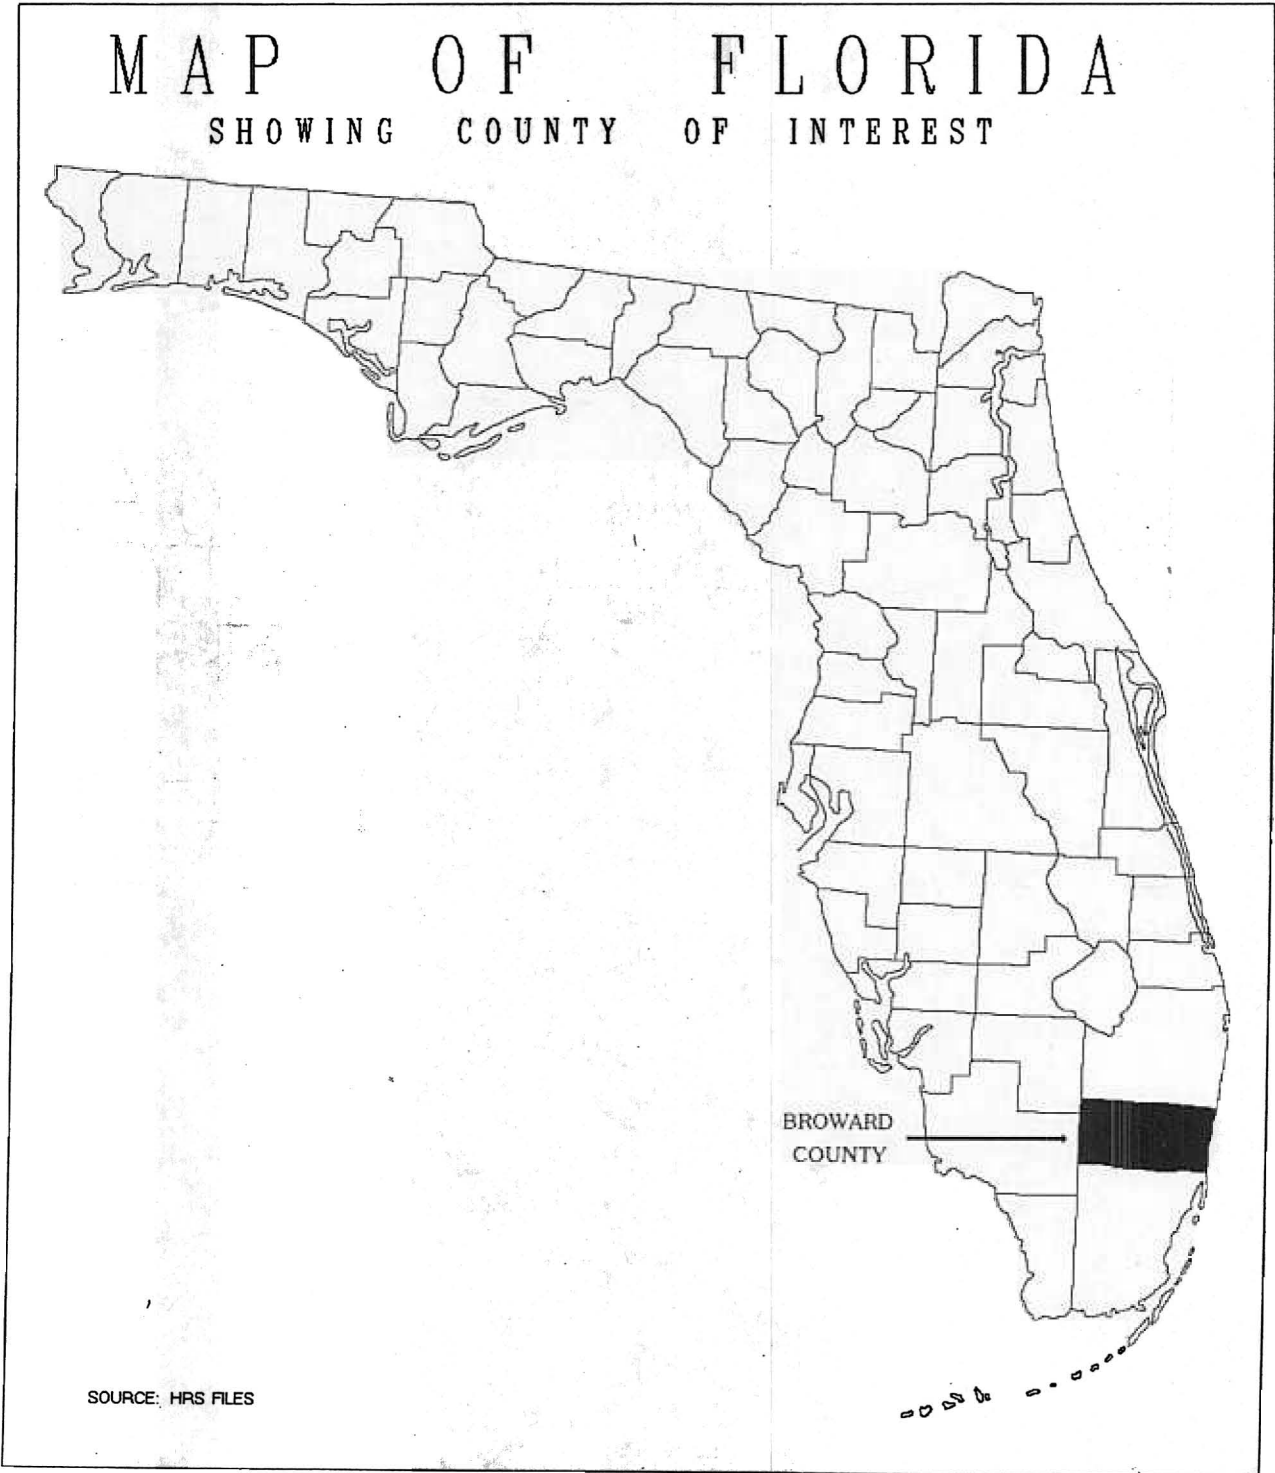 MAP OF FLORIDA
SHOWING COUNTY OF INTEREST
BROWARD
COUNTY
SOURCE: HRS FILES